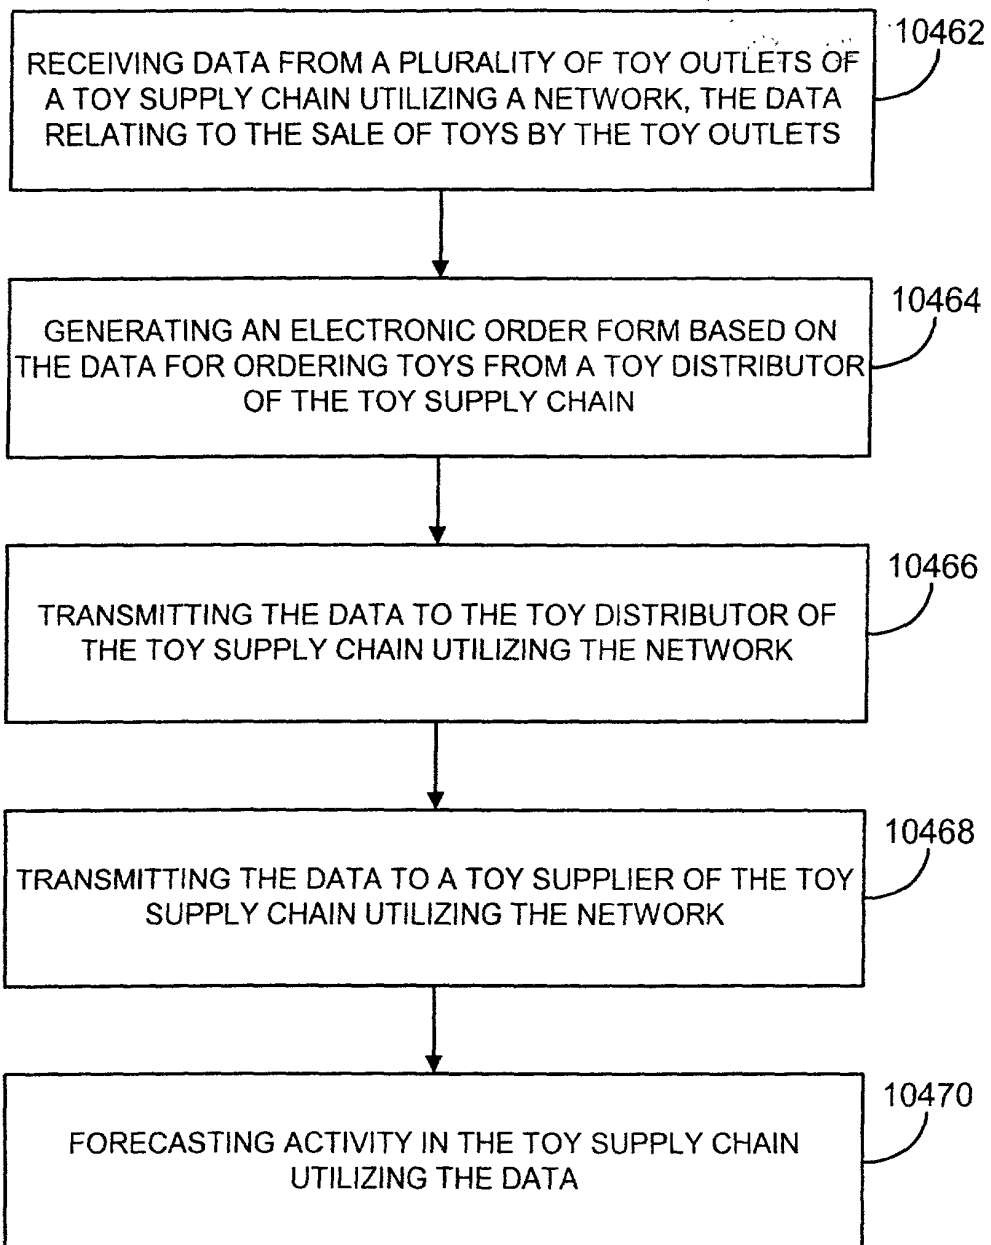 10462
RECEIVING DATA FROM A PLURALITY OF TOY OUTLETS OF
A TOY SUPPLY CHAIN UTILIZING A NETWORK, THE DATA
RELATING TO THE SALE OF TOYS BY THE TOY OUTLETS
10464
GENERATING AN ELECTRONIC ORDER FORM BASED ON
THE DATA FOR ORDERING TOYS FROM A TOY DISTRIBUTOR
OF THE TOY SUPPLY CHAIN
10466
TRANSMITTING THE DATA TO THE TOY DISTRIBUTOR OF
THE TOY SUPPLY CHAIN UTILIZING THE NETWORK
10468
TRANSMITTING THE DATA TO A TOY SUPPLIER OF THE TOY
SUPPLY CHAIN UTILIZING THE NETWORK
10470
FORECASTING ACTIVITY IN THE TOY SUPPLY CHAIN
UTILIZING THE DATA